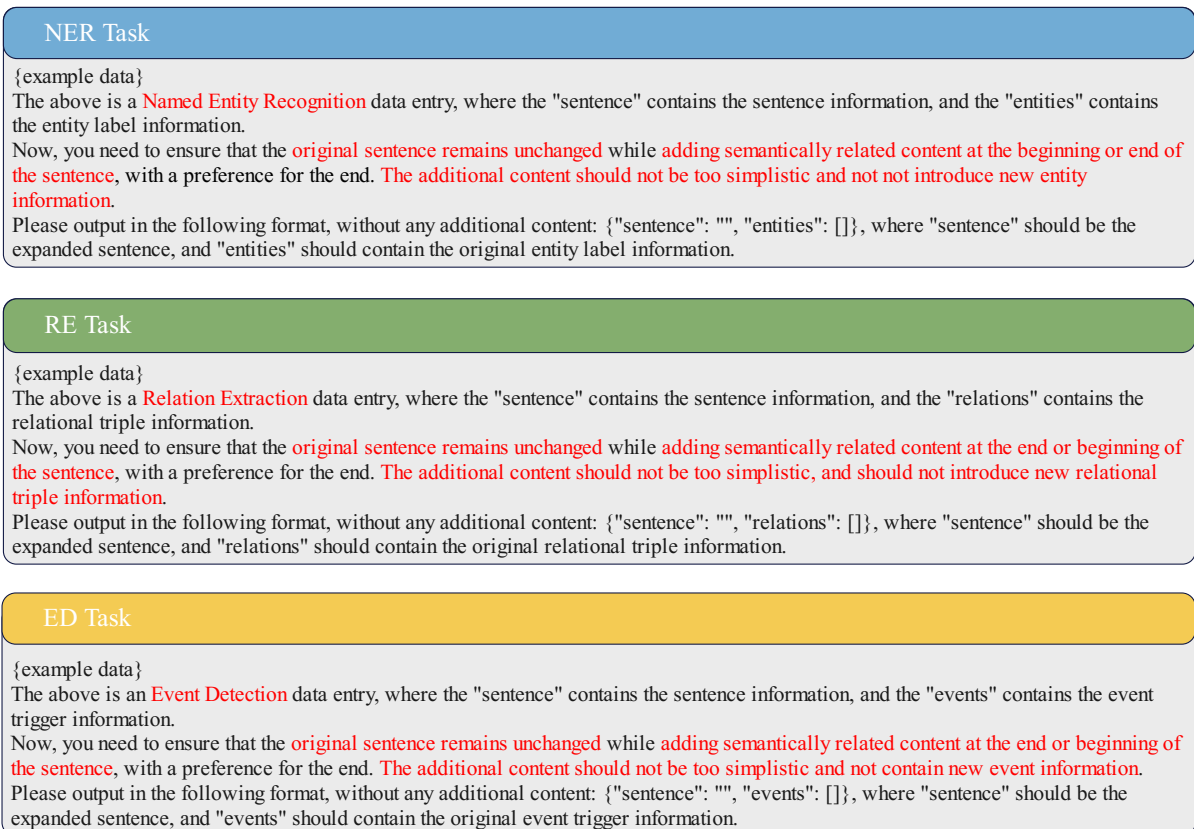 NER Task
{example data}
The above is a Named Entity Recognition data entry, where the "sentence" contains the sentence information, and the "entities" contains
the entity label information.
Now, you need to ensure that the original sentence remains unchanged while adding semantically related content at the beginning or end of
the sentence, with a preference for the end. The additional content should not be too simplistic and not not introduce new entity
information.
Please output in the following format, without any additional content: {"sentence": "", "entities": []}, where "sentence" should be the
expanded sentence, and "entities" should contain the original entity label information.
RE Task
{example data}
The above is a Relation Extraction data entry, where the "sentence" contains the sentence information, and the "relations" contains the
relational triple information.
Now, you need to ensure that the original sentence remains unchanged while adding semantically related content at the end or beginning of
the sentence, with a preference for the end. The additional content should not be too simplistic, and should not introduce new relational
triple information.
Please output in the following format, without any additional content: {"sentence": "", "relations": []}, where "sentence" should be the
expanded sentence, and "relations" should contain the original relational triple information.
ED Task
{example data}
The above is an Event Detection data entry, where the "sentence" contains the sentence information, and the "events" contains the event
trigger information.
Now, you need to ensure that the original sentence remains unchanged while adding semantically related content at the end or beginning of
the sentence, with a preference for the end. The additional content should not be too simplistic and not contain new event information.
Please output in the following format, without any additional content: {"sentence": "", "events": []}, where "sentence" should be the
expanded sentence, and "events" should contain the original event trigger information.